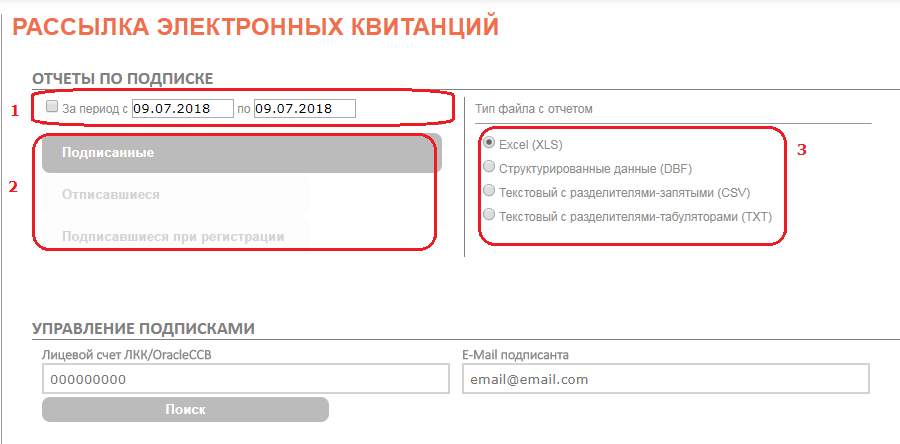 РАССЫЛКА ЭЛЕКТРОННЫХ КВИТАНЦИЙ
ОТЧЕТЫ ПО ПОДПИСКЕ
1
За период с 09.07.2018 по 09.07.2018
Тип файла с отчетом
2
Подписанные
Отписавшиеся
Подписавшиеся при регистрации
3
Excel (XLS)
Структурированные данные (DBF)
Текстовый с разделителями-запятыми (CSV)
Текстовый с разделителями-табуляторами (TXT)
УПРАВЛЕНИЕ ПОДПИСКАМИ
Лицевой счет ЛКК/OracleCCB
000000000
E-Mail подписанта
email@email.com
Поиск